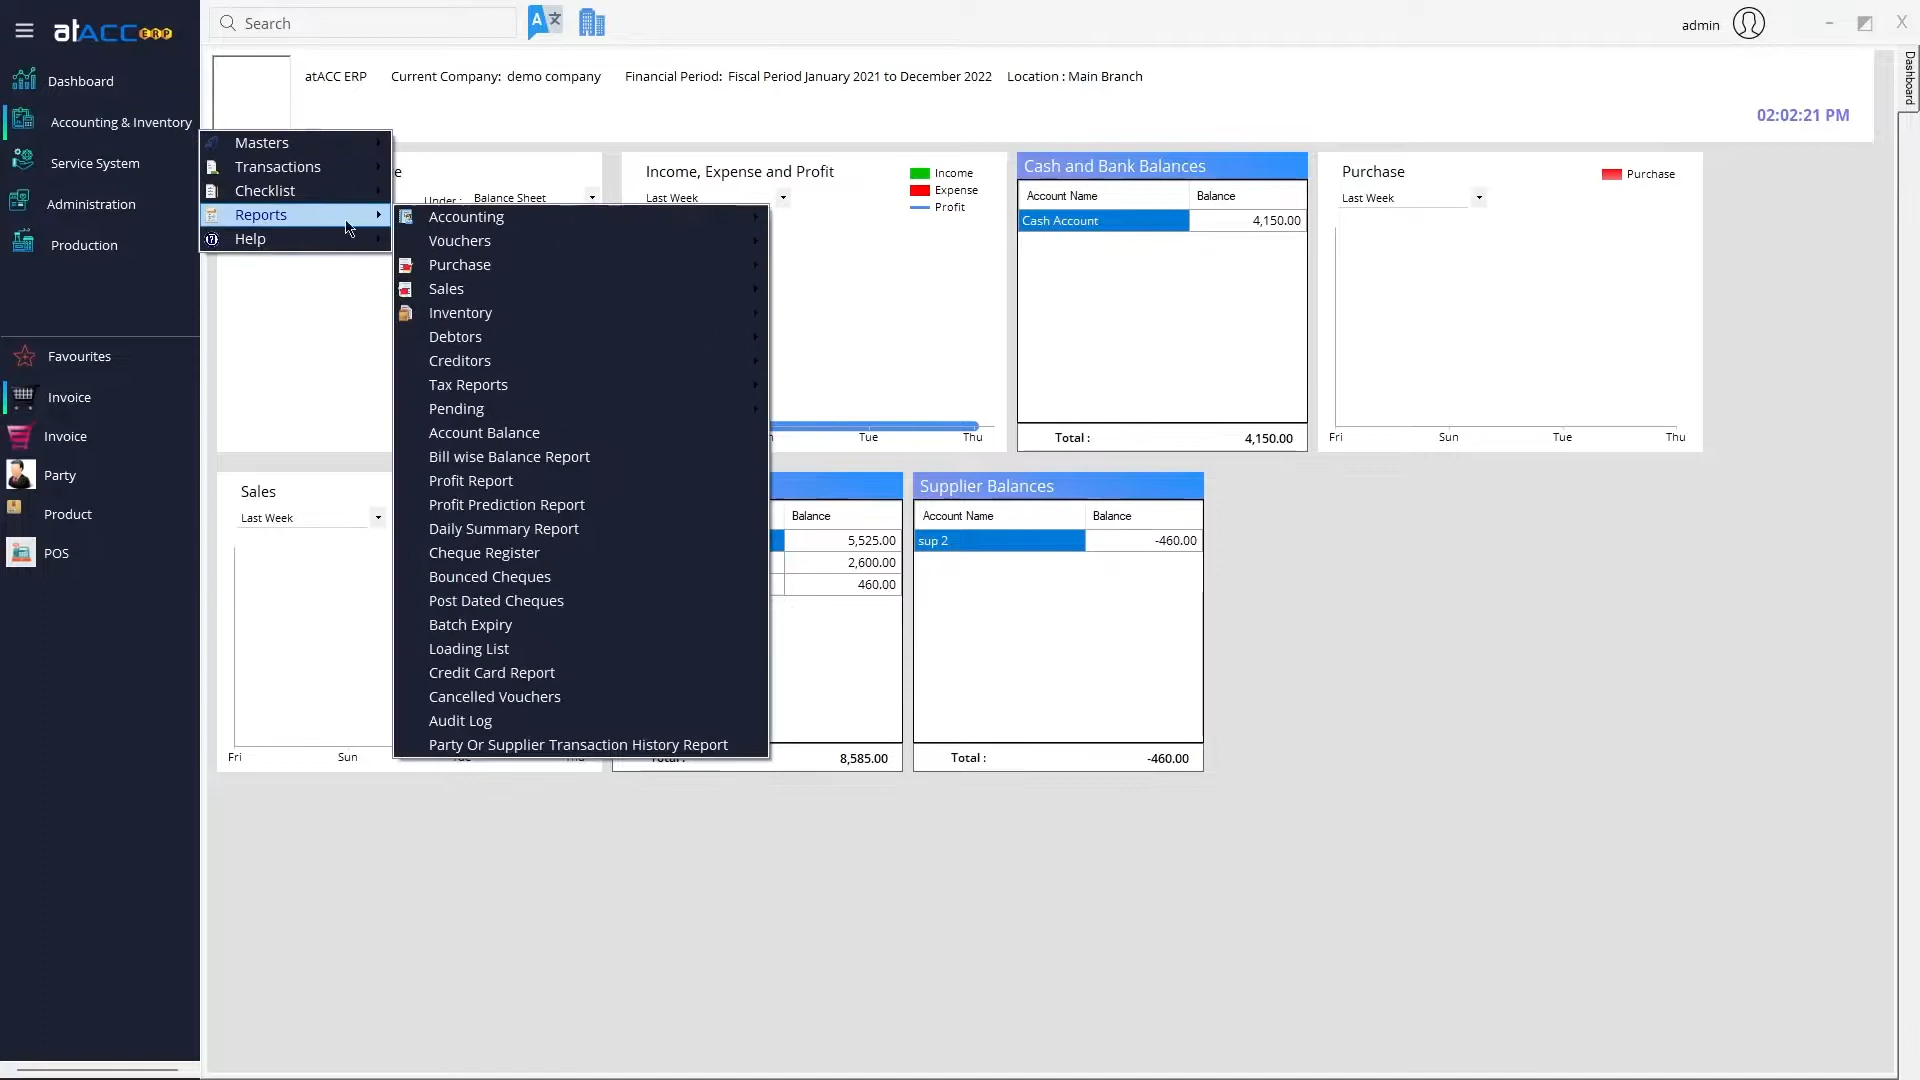 atACC ERP
Search
A
admin
X
Dashboard
Accounting & Inventory
Service System
Administration
Production
Favourites
Invoice
Invoice
Party
Product
POS
atACC ERP Current Company: demo company Financial Period: Fiscal Period January 2021 to December 2022 Location : Main Branch
02:02:21 PM
Dashboard
Masters
Transactions
Checklist
Reports
Help
Accounting
Vouchers
Purchase
Sales
Inventory
Debtors
Creditors
Tax Reports
Pending
Account Balance
Bill wise Balance Report
Profit Report
Profit Prediction Report
Daily Summary Report
Cheque Register
Bounced Cheques
Post Dated Cheques
Batch Expiry
Loading List
Credit Card Report
Cancelled Vouchers
Audit Log
Party Or Supplier Transaction History Report
e
Under : Balance Sheet
Income, Expense and Profit
Last Week
Income
Expense
Profit
Tue Thu
Cash and Bank Balances
Account Name Balance
Cash Account 4,150.00
Total : 4,150.00
Purchase
Last Week
Purchase
Fri Sun Tue Thu
Sales
Last Week
Fri Sun Tue Thu
Balance
5,525.00
2,600.00
460.00
Total : 8,585.00
Supplier Balances
Account Name Balance
sup 2 -460.00
Total : -460.00